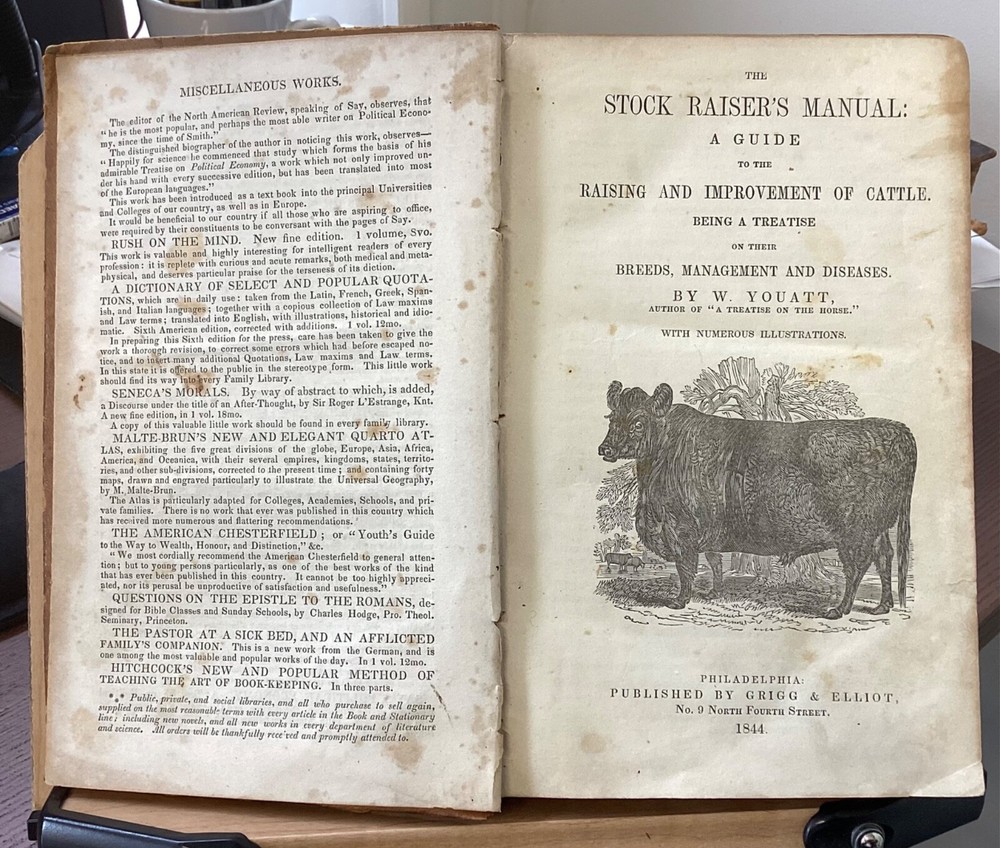 MISCELLANEOUS WORKS.
The editor of the North American Review, speaking of Say, observes, that
"he is the most popular, and perhaps the most able writer on Political Econo-
my, since the time of Smith."
The distinguished biographer of the author in noticing this work, observes—
"Happily for science he commenced that study which forms the basis of his
admirable Treatise on Political Economy, a work which not only improved un-
der his hand with every successive edition, but has been translated into most
of the European languages."
This work has been introduced as a text book into the principal Universities
and Colleges of our country, as well as in Europe.
It would be beneficial to our country if all those who are aspiring to office,
were required by their constituents to be conversant with the pages of Say.
RUSH ON THE MIND. New fine edition. 1 volume, 8vo.
This work is valuable and highly interesting for intelligent readers of every
profession: it is replete with curious and acute remarks, both medical and meta-
physical, and deserves particular praise for the terseness of its diction.
A DICTIONARY OF SELECT AND POPULAR QUOTA-
TIONS, which are in daily use: taken from the Latin, French, Greek, Span-
ish, and Italian languages; together with a copious collection of Law maxims
and Law terms; translated into English, with illustrations, historical and idio-
matic. Sixth American edition, corrected with additions. 1 vol. 12mo.
In preparing this Sixth edition for the press, care has been taken to give the
work a thorough revision, to correct some errors which had before escaped no-
tice, and to insert many additional Quotations, Law maxims and Law terms.
In this state it is offered to the public in the stereotype form. This little work
should find its way into every Family Library.
SENECA'S MORALS. By way of abstract to which, is added,
a Discourse under the title of an After-Thought, by Sir Roger L'Estrange, Knt.
A new fine edition, in 1 vol. 18mo.
A copy of this valuable little work should be found in every family library.
MALTE-BRUN'S NEW AND ELEGANT QUARTO AT-
LAS, exhibiting the five great divisions of the globe, Europe, Asia, Africa,
America, and Oceanica, with their several empires, kingdoms, states, territo-
ries, and other sub-divisions, corrected to the present time; and containing forty
maps, drawn and engraved particularly to illustrate the Universal Geography,
by M. Malte-Brun.
The Atlas is particularly adapted for Colleges, Academies, Schools, and pri-
vate families. There is no work that ever was published in this country which
has received more numerous and flattering recommendations.
THE AMERICAN CHESTERFIELD; or "Youth's Guide
to the Way to Wealth, Honour, and Distinction," &c.
"We most cordially recommend the American Chesterfield to general atten-
tion; but to young persons particularly, as one of the best works of the kind
that has ever been published in this country. It cannot be too highly appreci-
ated, nor its perusal be unproductive of satisfaction and usefulness."
QUESTIONS ON THE EPISTLE TO THE ROMANS, de-
signed for Bible Classes and Sunday Schools, by Charles Hodge, Pro. Theol.
Seminary, Princeton.
THE PASTOR AT A SICK BED, AND AN AFFLICTED
FAMILY'S COMPANION. This is a new work from the German, and is
one among the most valuable and popular works of the day. In 1 vol. 12mo.
HITCHCOCK'S NEW AND POPULAR METHOD OF
TEACHING THE ART OF BOOK-KEEPING. In three parts.
*** Public, private, and social libraries, and all who purchase to sell again,
supplied on the most reasonable terms with every article in the Book and Stationary
line; including new novels, and all new works in every department of literature
and science. All orders will be thankfully received and promptly attended to.
THE
STOCK RAISER'S MANUAL:
A GUIDE
TO THE
RAISING AND IMPROVEMENT OF CATTLE.
BEING A TREATISE
ON THEIR
BREEDS, MANAGEMENT AND DISEASES.
BY W. YOUATT,
AUTHOR OF "A TREATISE ON THE HORSE."
WITH NUMEROUS ILLUSTRATIONS.
PHILADELPHIA:
PUBLISHED BY GRIGG & ELLIOT,
No. 9 NORTH FOURTH STREET.
1844.